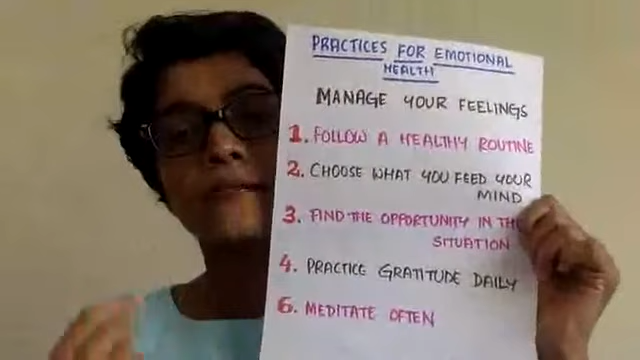 PRACTICES FOR EMOTIONAL
HEALTH
MANAGE YOUR FEELINGS
1. FOLLOW A HEALTHY ROUTINE
2. CHOOSE WHAT YOU FEED YOUR
MIND
3. FIND THE OPPORTUNITY IN THE
SITUATION
4. PRACTICE GRATITUDE DAILY
6. MEDITATE OFTEN